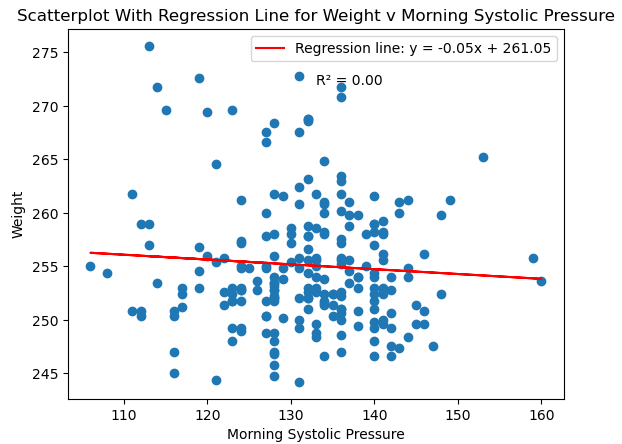 Scatterplot With Regression Line for Weight v Morning Systolic Pressure
Regression line: y = -0.05x + 261.05
R² = 0.00
275
270
265
260
255
250
245
Weight
110 120 130 140 150 160
Morning Systolic Pressure